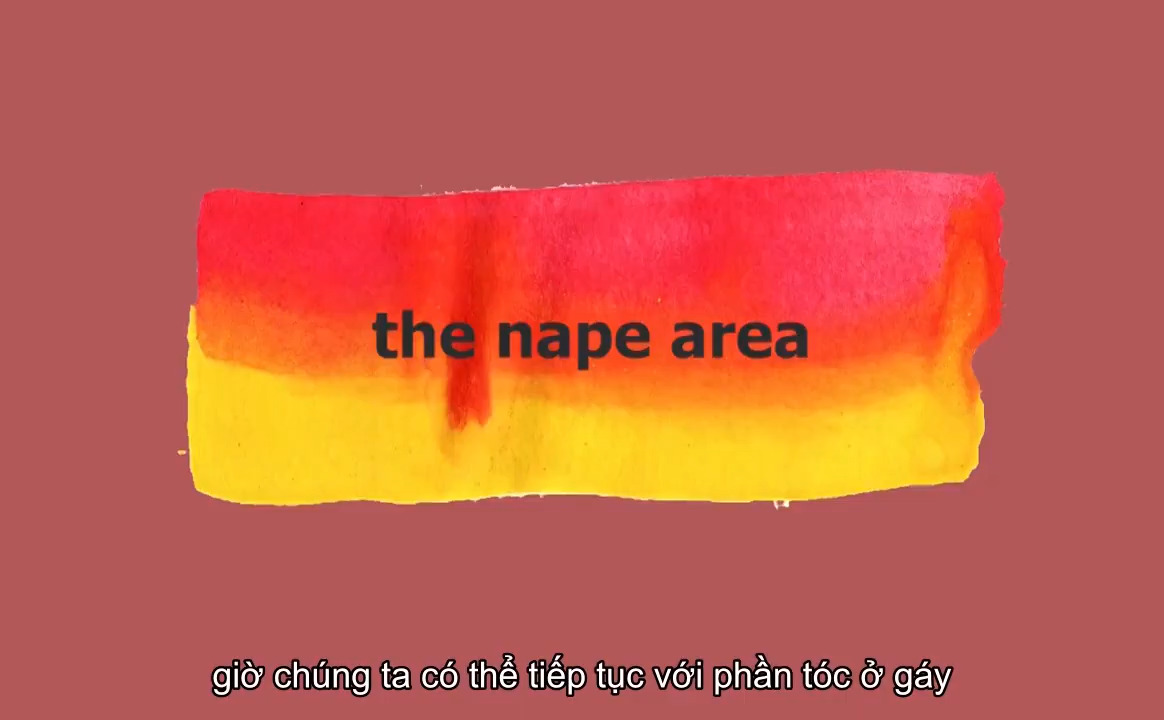 the nape area
giờ chúng ta có thể tiếp tục với phần tóc ở gáy